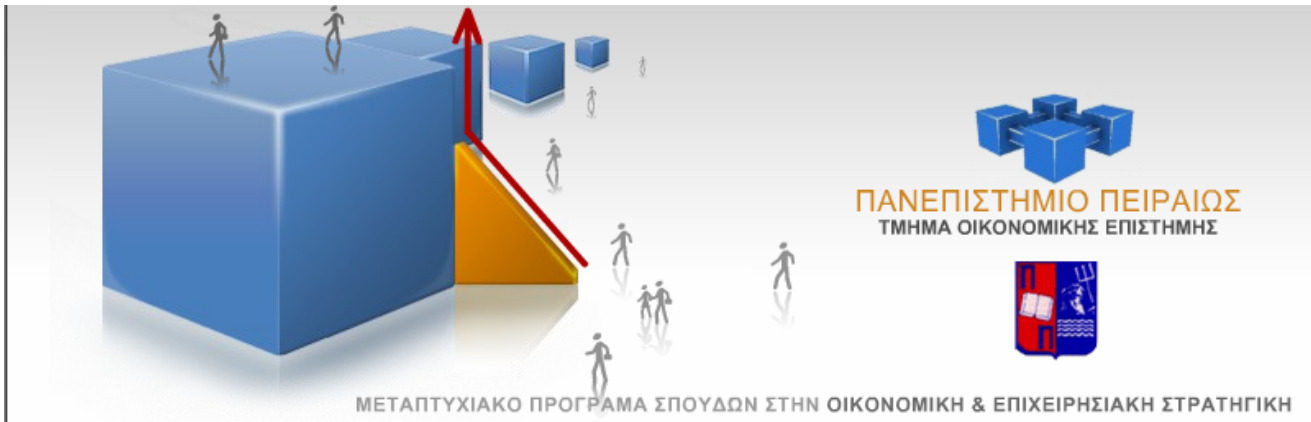 ΠΑΝΕΠΙΣΤΗΜΙΟ ΠΕΙΡΑΙΩΣ
ΤΜΗΜΑ ΟΙΚΟΝΟΜΙΚΗΣ ΕΠΙΣΤΗΜΗΣ
ΜΕΤΑΠΤΥΧΙΑΚΟ ΠΡΟΓΡΑΜΑ ΣΠΟΥΔΩΝ ΣΤΗΝ ΟΙΚΟΝΟΜΙΚΗ & ΕΠΙΧΕΙΡΗΣΙΑΚΗ ΣΤΡΑΤΗΓΙΚΗ